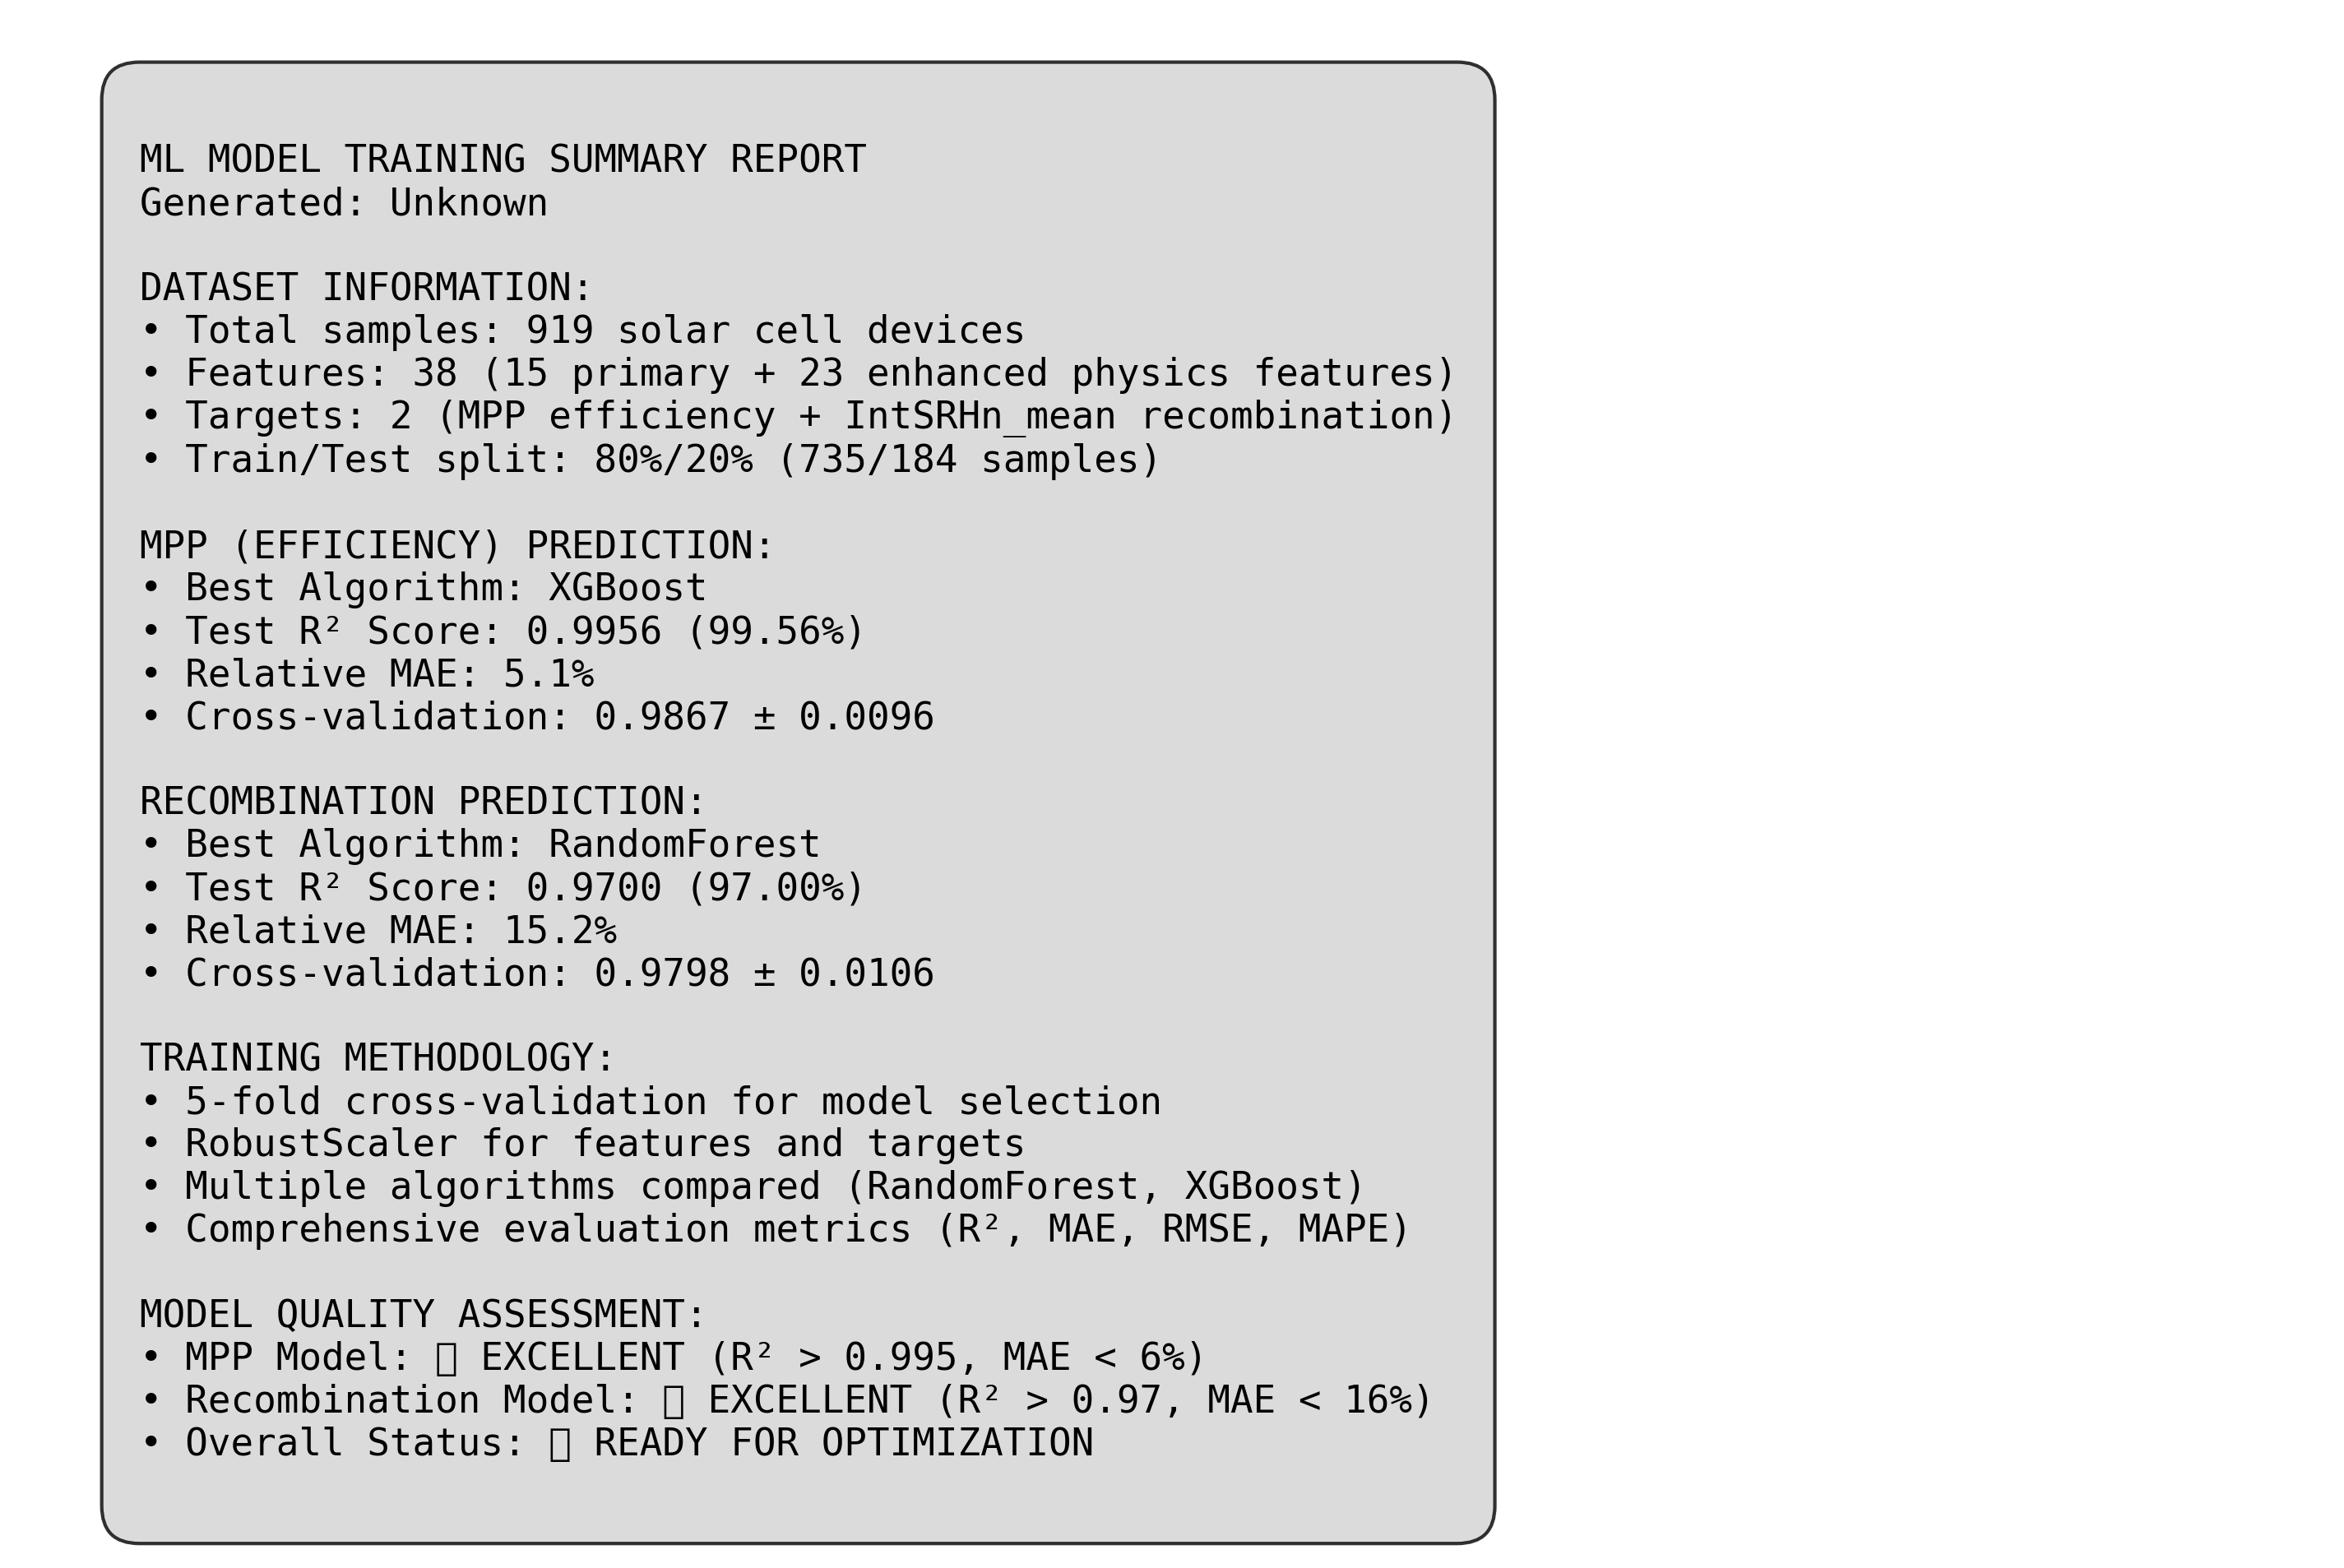 ML MODEL TRAINING SUMMARY REPORT
Generated: Unknown
DATASET INFORMATION:
• Total samples: 919 solar cell devices
• Features: 38 (15 primary + 23 enhanced physics features)
• Targets: 2 (MPP efficiency + IntSRHn_mean recombination)
• Train/Test split: 80%/20% (735/184 samples)
MPP (EFFICIENCY) PREDICTION:
• Best Algorithm: XGBoost
• Test R² Score: 0.9956 (99.56%)
• Relative MAE: 5.1%
• Cross-validation: 0.9867 ± 0.0096
RECOMBINATION PREDICTION:
• Best Algorithm: RandomForest
• Test R² Score: 0.9700 (97.00%)
• Relative MAE: 15.2%
• Cross-validation: 0.9798 ± 0.0106
TRAINING METHODOLOGY:
• 5-fold cross-validation for model selection
• RobustScaler for features and targets
• Multiple algorithms compared (RandomForest, XGBoost)
• Comprehensive evaluation metrics (R², MAE, RMSE, MAPE)
MODEL QUALITY ASSESSMENT:
• MPP Model: ▯ EXCELLENT (R² > 0.995, MAE < 6%)
• Recombination Model: ▯ EXCELLENT (R² > 0.97, MAE < 16%)
• Overall Status: ▯ READY FOR OPTIMIZATION